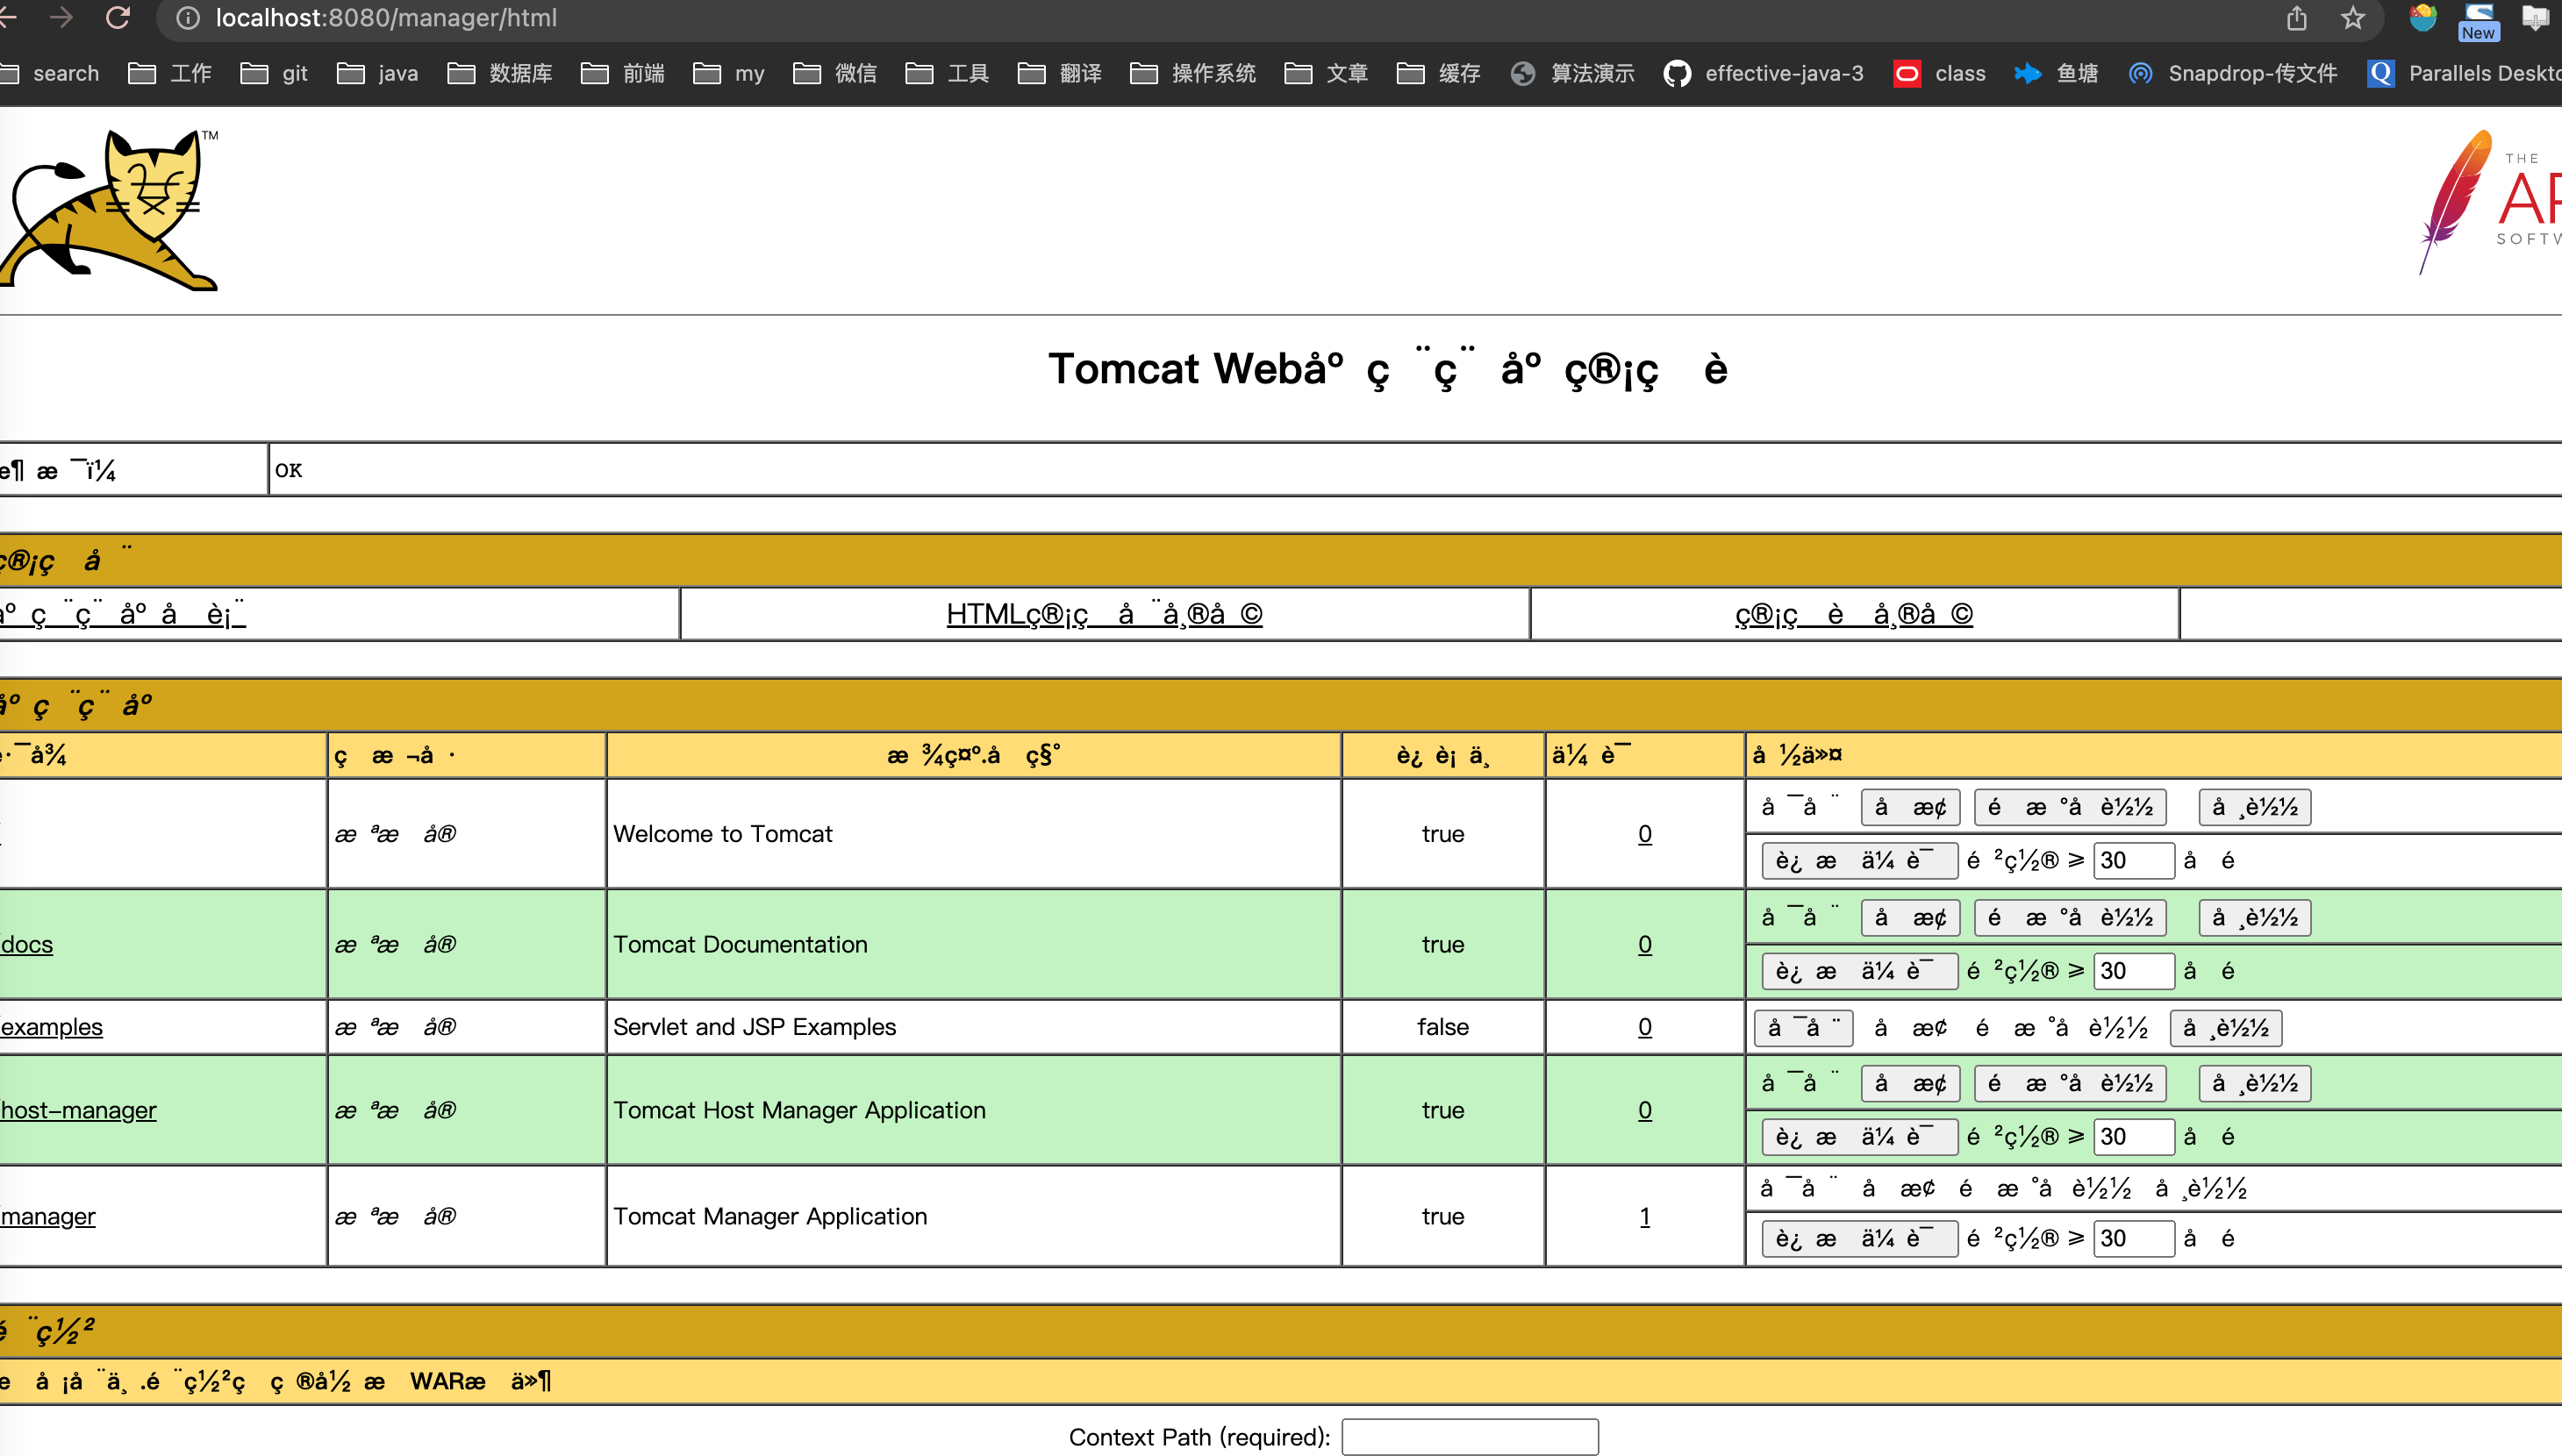 localhost:8080/manager/html
New
search 工作 git java 数据库 前端 my 微信 工具 翻译 操作系统 文章 缓存 算法演示 effective-java-3 class 鱼塘 Snapdrop-传文件 Parallels Deskto
TM
THE
AP
SOFTW
Tomcat Webåº ç ¨ç¨ åº ç®¡ç è
æ¶ æ ¯ï¼ OK
ç®¡ç å ¨
åº ç ¨ç¨ åº å è¡¨ HTMLç®¡ç å ¨å¸®å © ç®¡ç è å¸®å ©
åº ç ¨ç¨ åº
è·¯å¾ ç æ ¬å · æ ¾ç¤º.å ç§° è¿ è¡ ä¸ ä¼ è¯ å ½ä»¤
/ æ ªæ å® Welcome to Tomcat true 0 å ¯å ¨ å æ­¢ é æ °å è½½ å ¸è½½
è¿ æ ä¼ è¯ é ²ç½® ≥ 30 å é
/docs æ ªæ å® Tomcat Documentation true 0 å ¯å ¨ å æ­¢ é æ °å è½½ å ¸è½½
è¿ æ ä¼ è¯ é ²ç½® ≥ 30 å é
/examples æ ªæ å® Servlet and JSP Examples false 0 å ¯å ¨ å æ­¢ é æ °å è½½ å ¸è½½
/host-manager æ ªæ å® Tomcat Host Manager Application true 0 å ¯å ¨ å æ­¢ é æ °å è½½ å ¸è½½
è¿ æ ä¼ è¯ é ²ç½® ≥ 30 å é
/manager æ ªæ å® Tomcat Manager Application true 1 å ¯å ¨ å æ­¢ é æ °å è½½ å ¸è½½
è¿ æ ä¼ è¯ é ²ç½® ≥ 30 å é
é ¨ç½²
æ å ¡å ¨ä¸ .é ¨ç½²ç ç ®å½ æ WARæ ä»¶
Context Path (required):